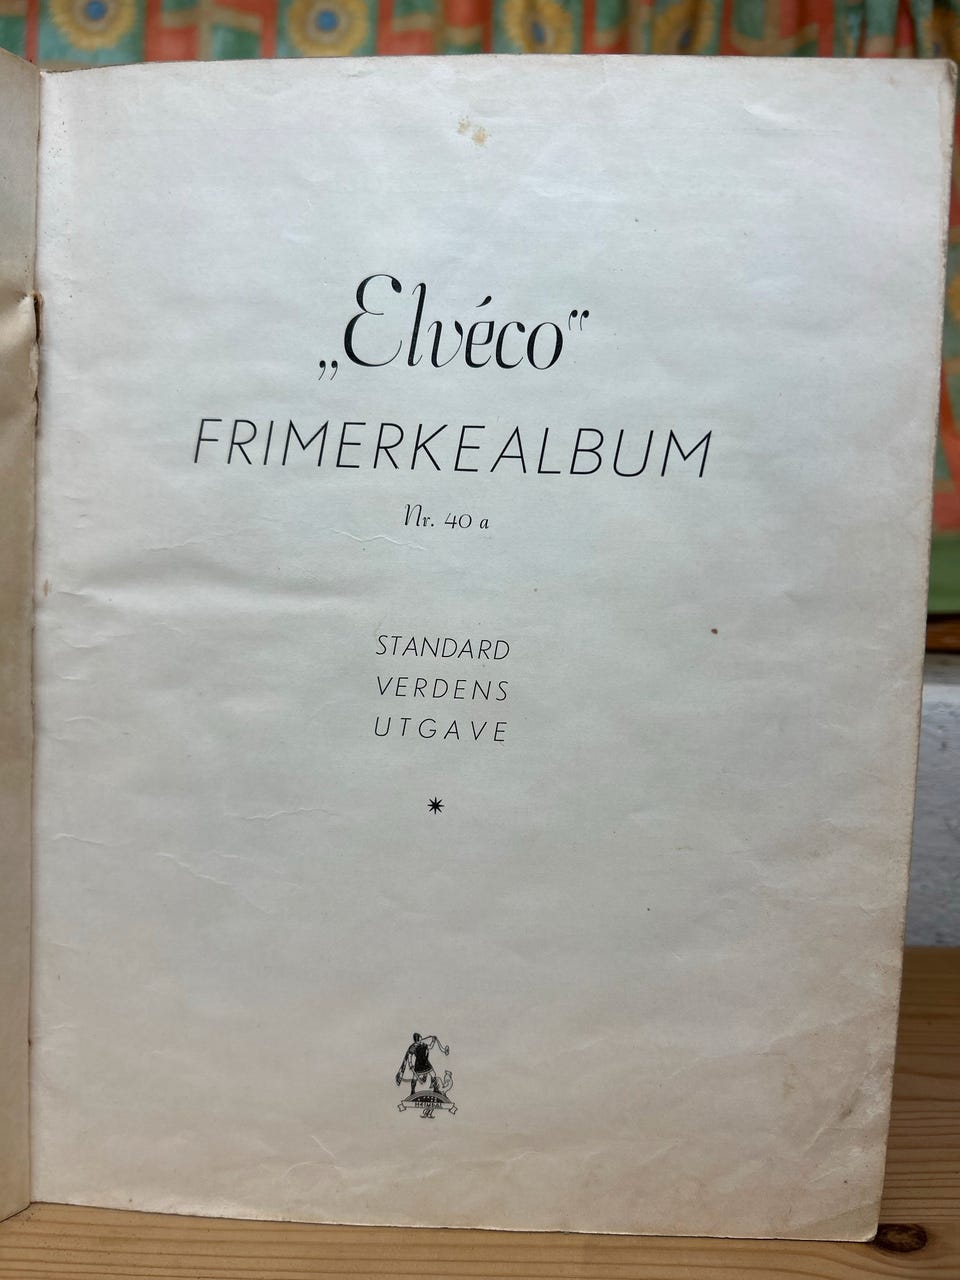 „Elvéco“
FRIMERKEALBUM
Nr. 40 a
STANDARD
VERDENS
UTGAVE